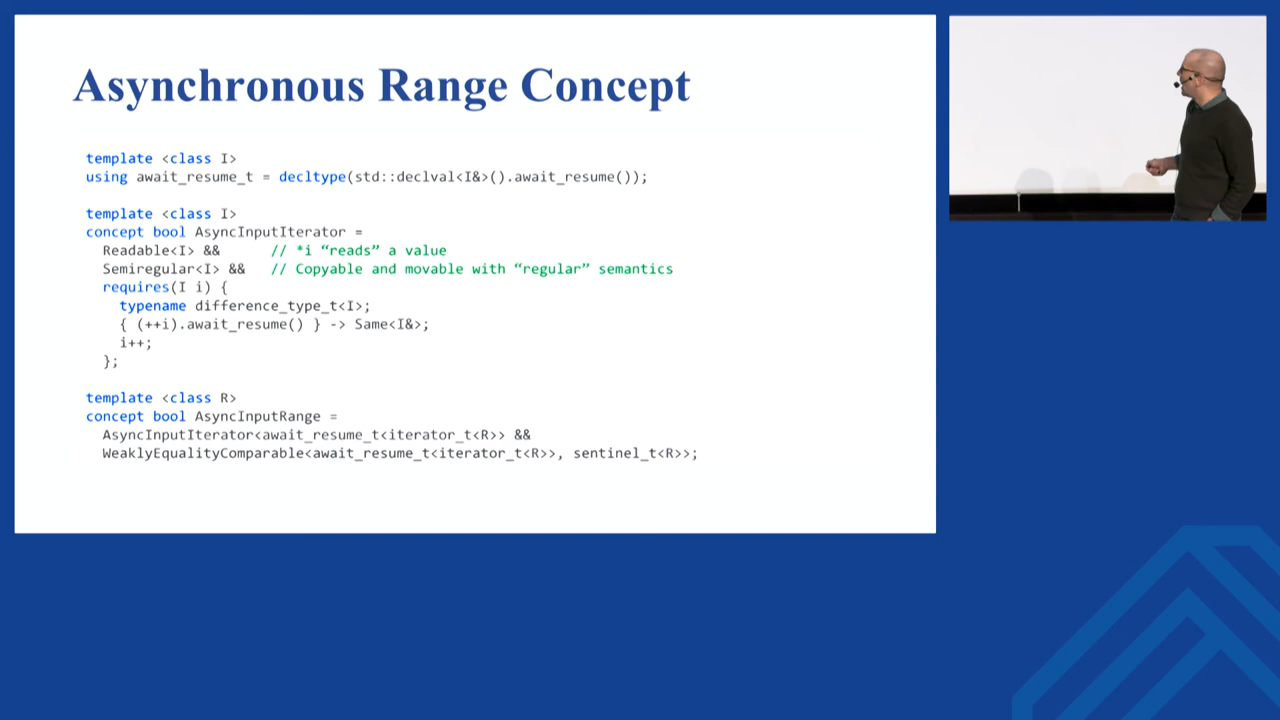 Asynchronous Range Concept
template <class I>
using await_resume_t = decltype(std::declval<I&>().await_resume());
template <class I>
concept bool AsyncInputIterator =
Readable<I> && // *i “reads” a value
Semiregular<I> && // Copyable and movable with “regular” semantics
requires(I i) {
typename difference_type_t<I>;
{ (++i).await_resume() } -> Same<I&>;
i++;
};
template <class R>
concept bool AsyncInputRange =
AsyncInputIterator<await_resume_t<iterator_t<R>> &&
WeaklyEqualityComparable<await_resume_t<iterator_t<R>>, sentinel_t<R>>;